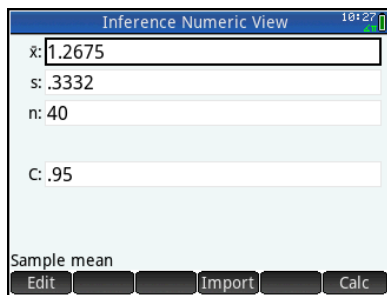 Inference Numeric View 10:27
x̄: 1.2675
s: .3332
n: 40
C: .95
Sample mean
Edit Import Calc